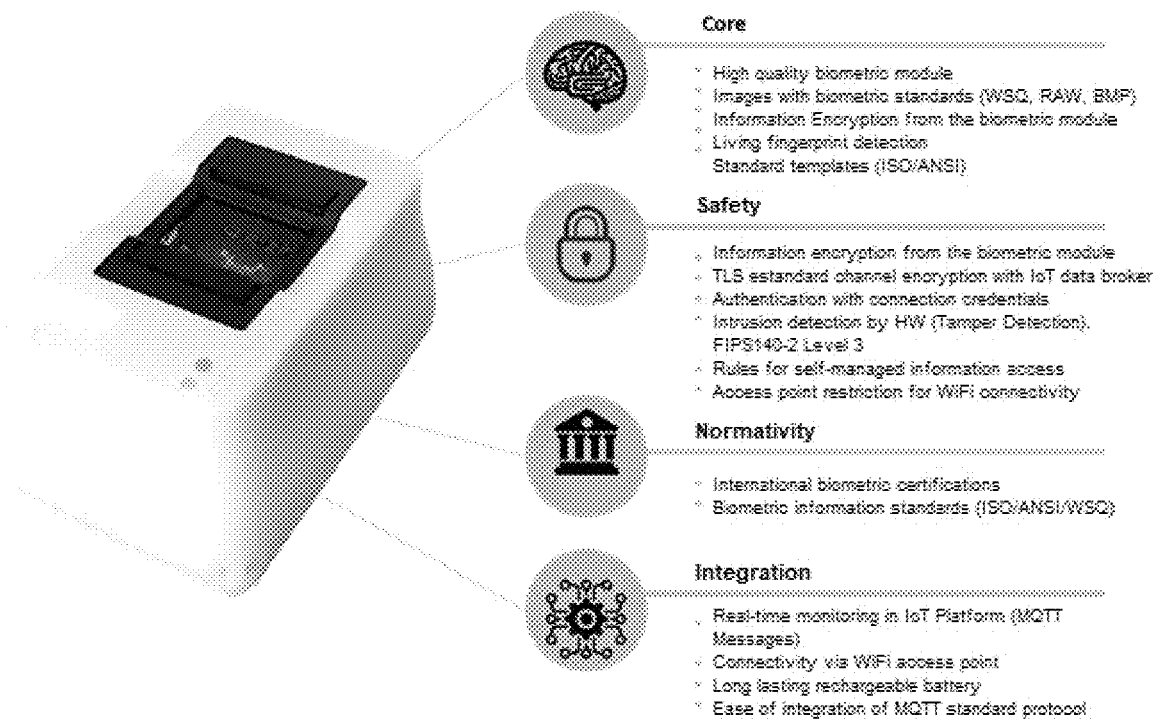 Core
High quality biometric module
Images with biometric standards (WSQ, RAW, BMP)
Information Encryption from the biometric module
Living fingerprint detection
Standard templates (ISO/ANSI)
Safety
Information encryption from the biometric module
TLS estandard channel encryption with IoT data broker
Authentication with connection credentials
Intrusion detection by HW (Tamper Detection).
FIPS140-2 Level 3
Rules for self-managed information access
Access point restriction for WiFi connectivity
Normativity
International biometric certifications
Biometric information standards (ISO/ANSI/WSQ)
Integration
Real-time monitoring in IoT Platform (MQTT
Messages)
Connectivity via WiFi access point
Long lasting rechargeable battery
Ease of integration of MQTT standard protocol